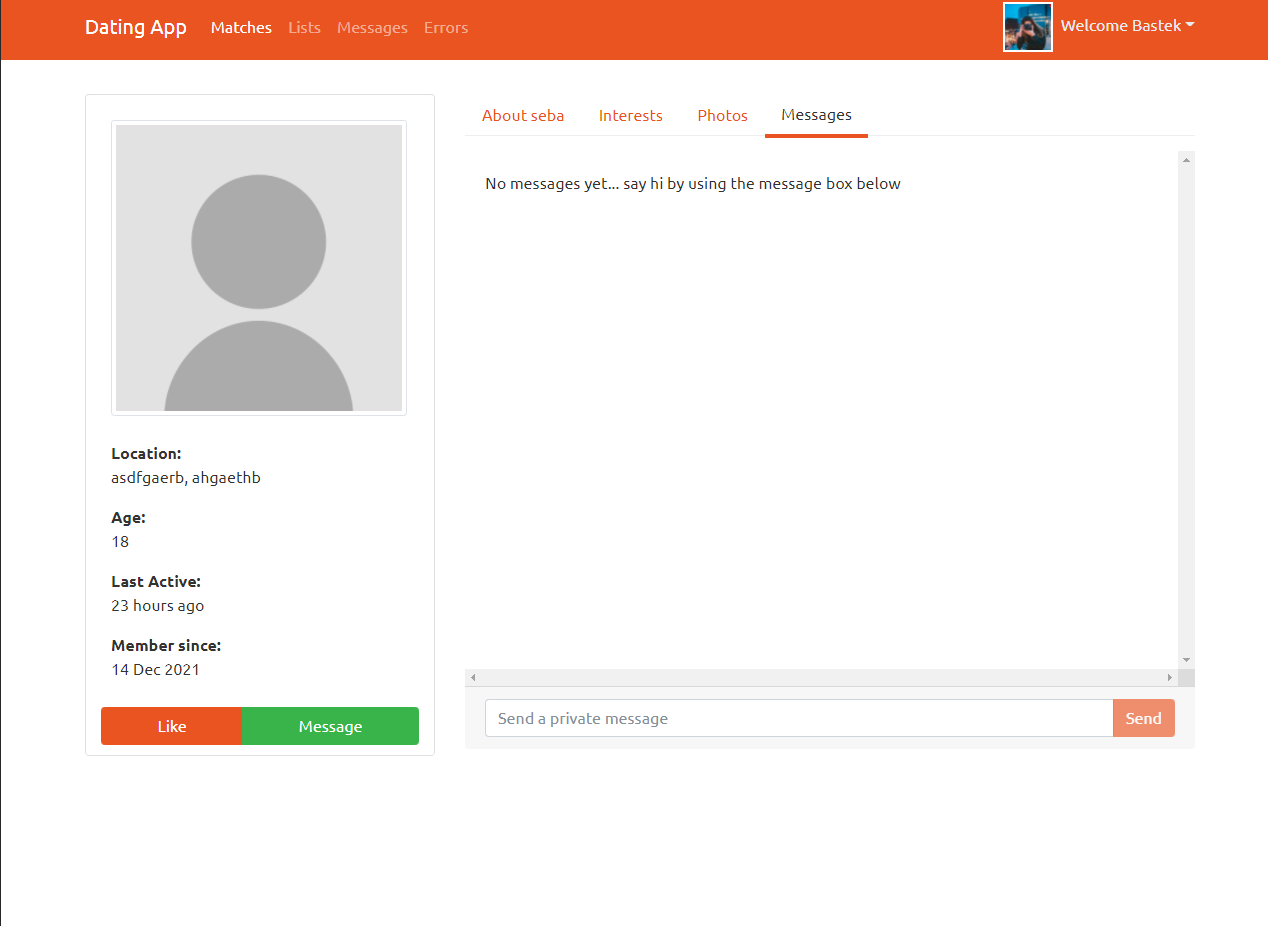 Dating App Matches Lists Messages Errors Welcome Bastek
Location:
asdfgaerb, ahgaethb
Age:
18
Last Active:
23 hours ago
Member since:
14 Dec 2021
Like Message
About seba Interests Photos Messages
No messages yet... say hi by using the message box below
Send a private message Send